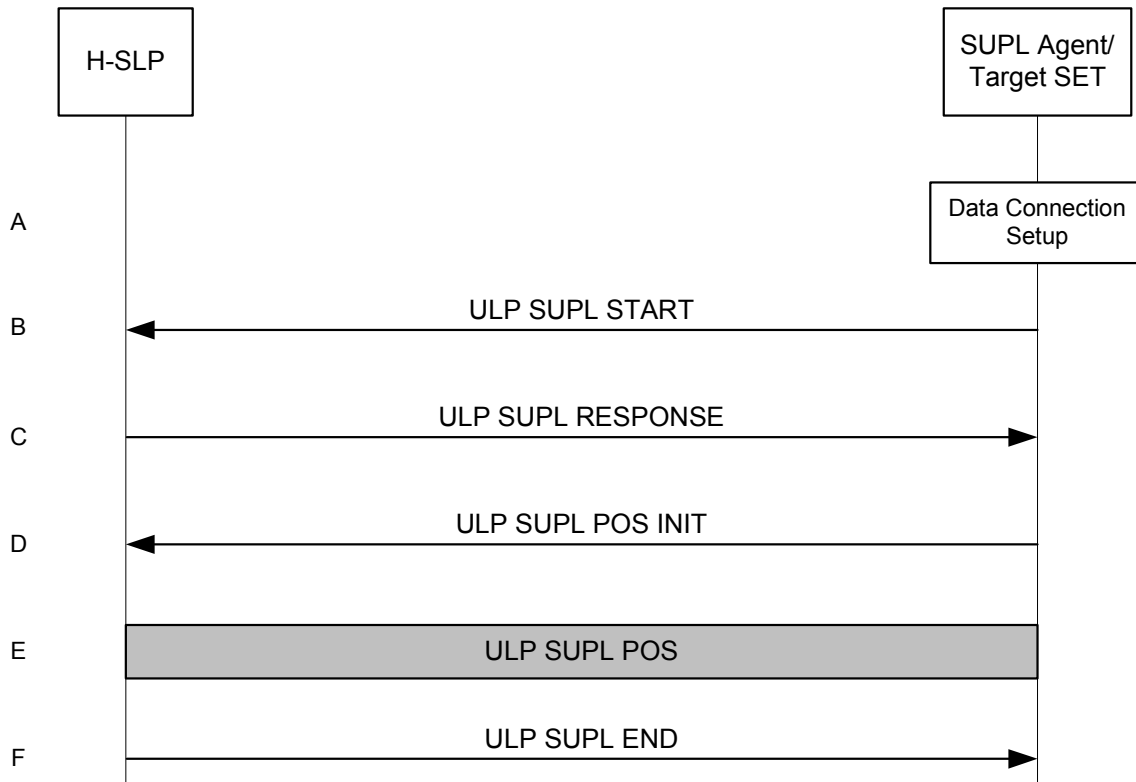 H-SLP
SUPL Agent/
Target SET
A
Data Connection
Setup
B
ULP SUPL START
C
ULP SUPL RESPONSE
D
ULP SUPL POS INIT
E
ULP SUPL POS
F
ULP SUPL END